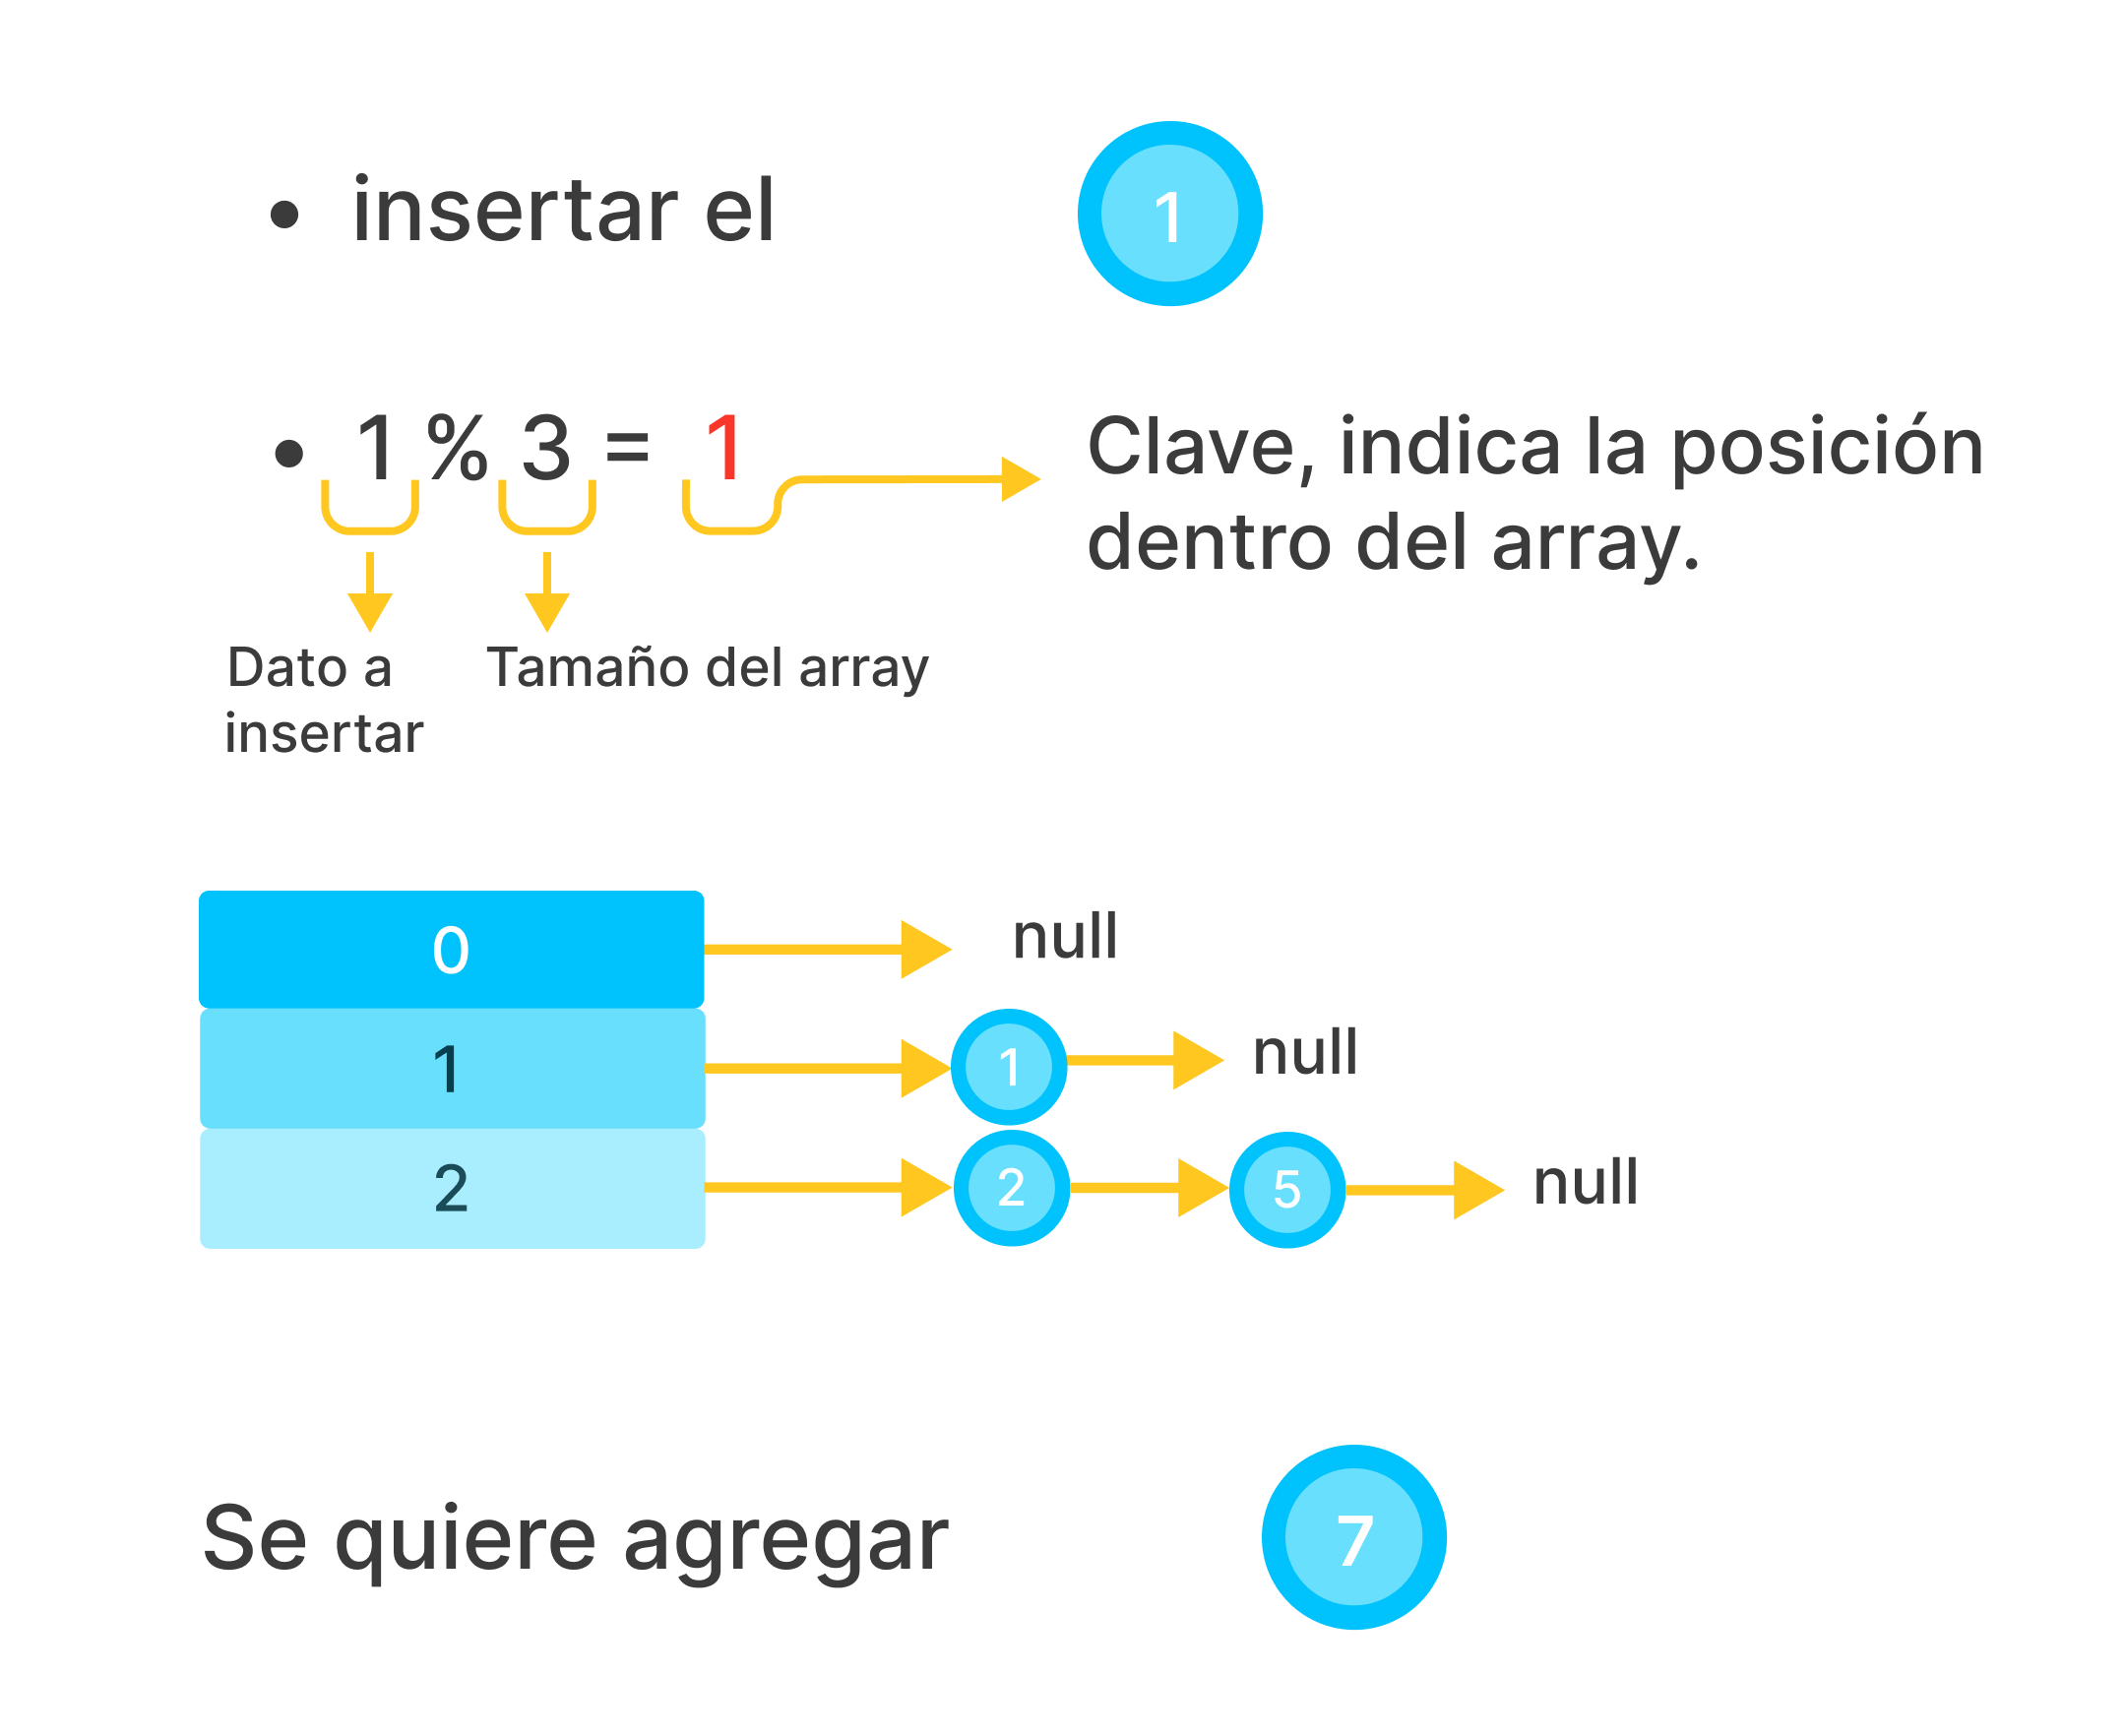 • insertar el 1
• 1 % 3 = 1
Clave, indica la posición
dentro del array.
Dato a
insertar
Tamaño del array
0 null
1 1 null
2 2 5 null
Se quiere agregar 7